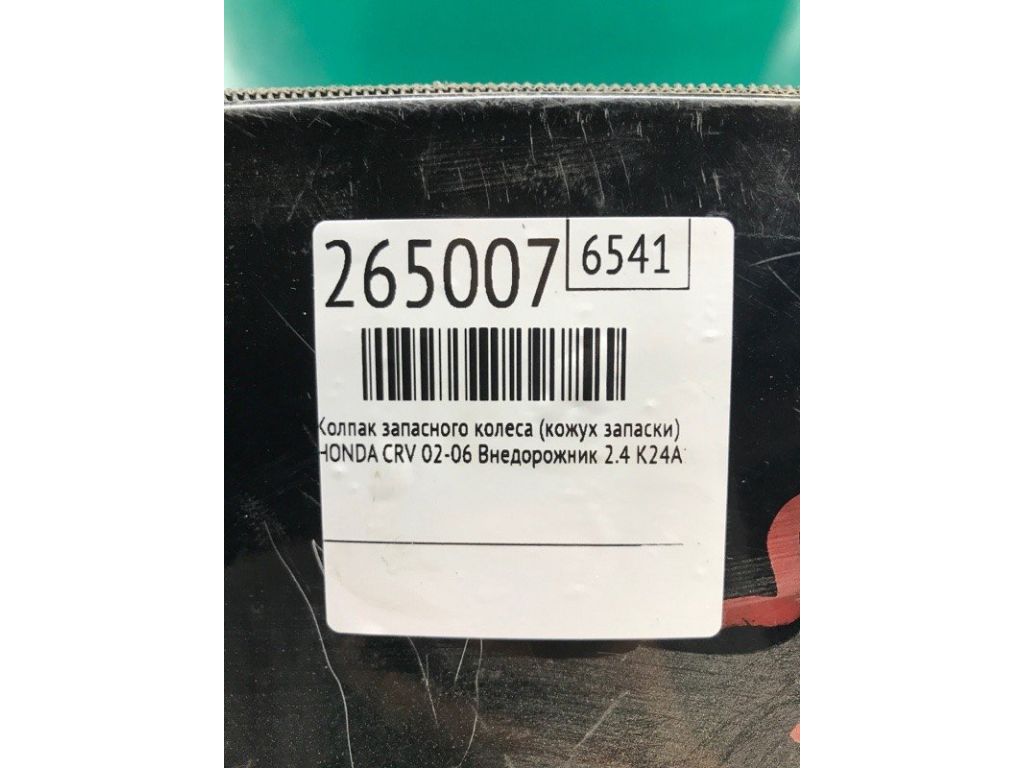 265007 6541
Колпак запасного колеса (кожух запаски)
HONDA CRV 02-06 Внедорожник 2.4 K24A